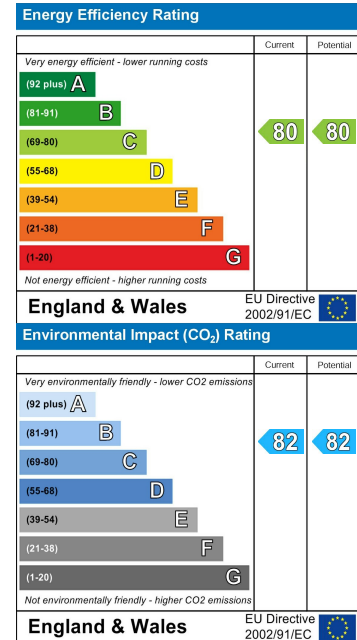 Energy Efficiency Rating
Current Potential
Very energy efficient - lower running costs
(92 plus) A
(81-91) B
(69-80) C 80 80
(55-68) D
(39-54) E
(21-38) F
(1-20) G
Not energy efficient - higher running costs
England & Wales EU Directive 2002/91/EC
Environmental Impact (CO₂) Rating
Current Potential
Very environmentally friendly - lower CO2 emissions
(92 plus) A
(81-91) B 82 82
(69-80) C
(55-68) D
(39-54) E
(21-38) F
(1-20) G
Not environmentally friendly - higher CO2 emissions
England & Wales EU Directive 2002/91/EC